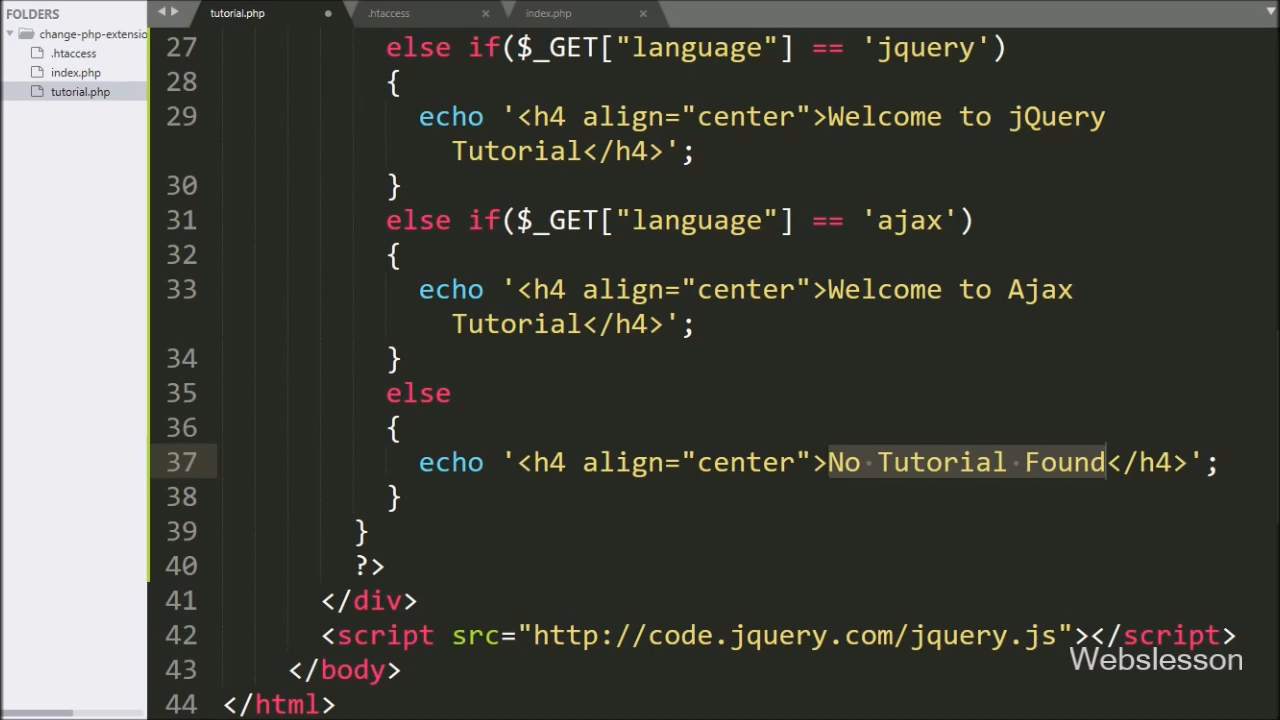 FOLDERS
change-php-extension
.htaccess
index.php
tutorial.php
tutorial.php
.htaccess
index.php
27 else if($_GET["language"] == 'jquery')
28 {
29 echo '<h4 align="center">Welcome to jQuery
Tutorial</h4>';
30 }
31 else if($_GET["language"] == 'ajax')
32 {
33 echo '<h4 align="center">Welcome to Ajax
Tutorial</h4>';
34 }
35 else
36 {
37 echo '<h4 align="center">No Tutorial Found</h4>';
38 }
39 }
40 ?>
41 </div>
42 <script src="http://code.jquery.com/jquery.js"></script>
43 </body>
44 </html>
Webslesson